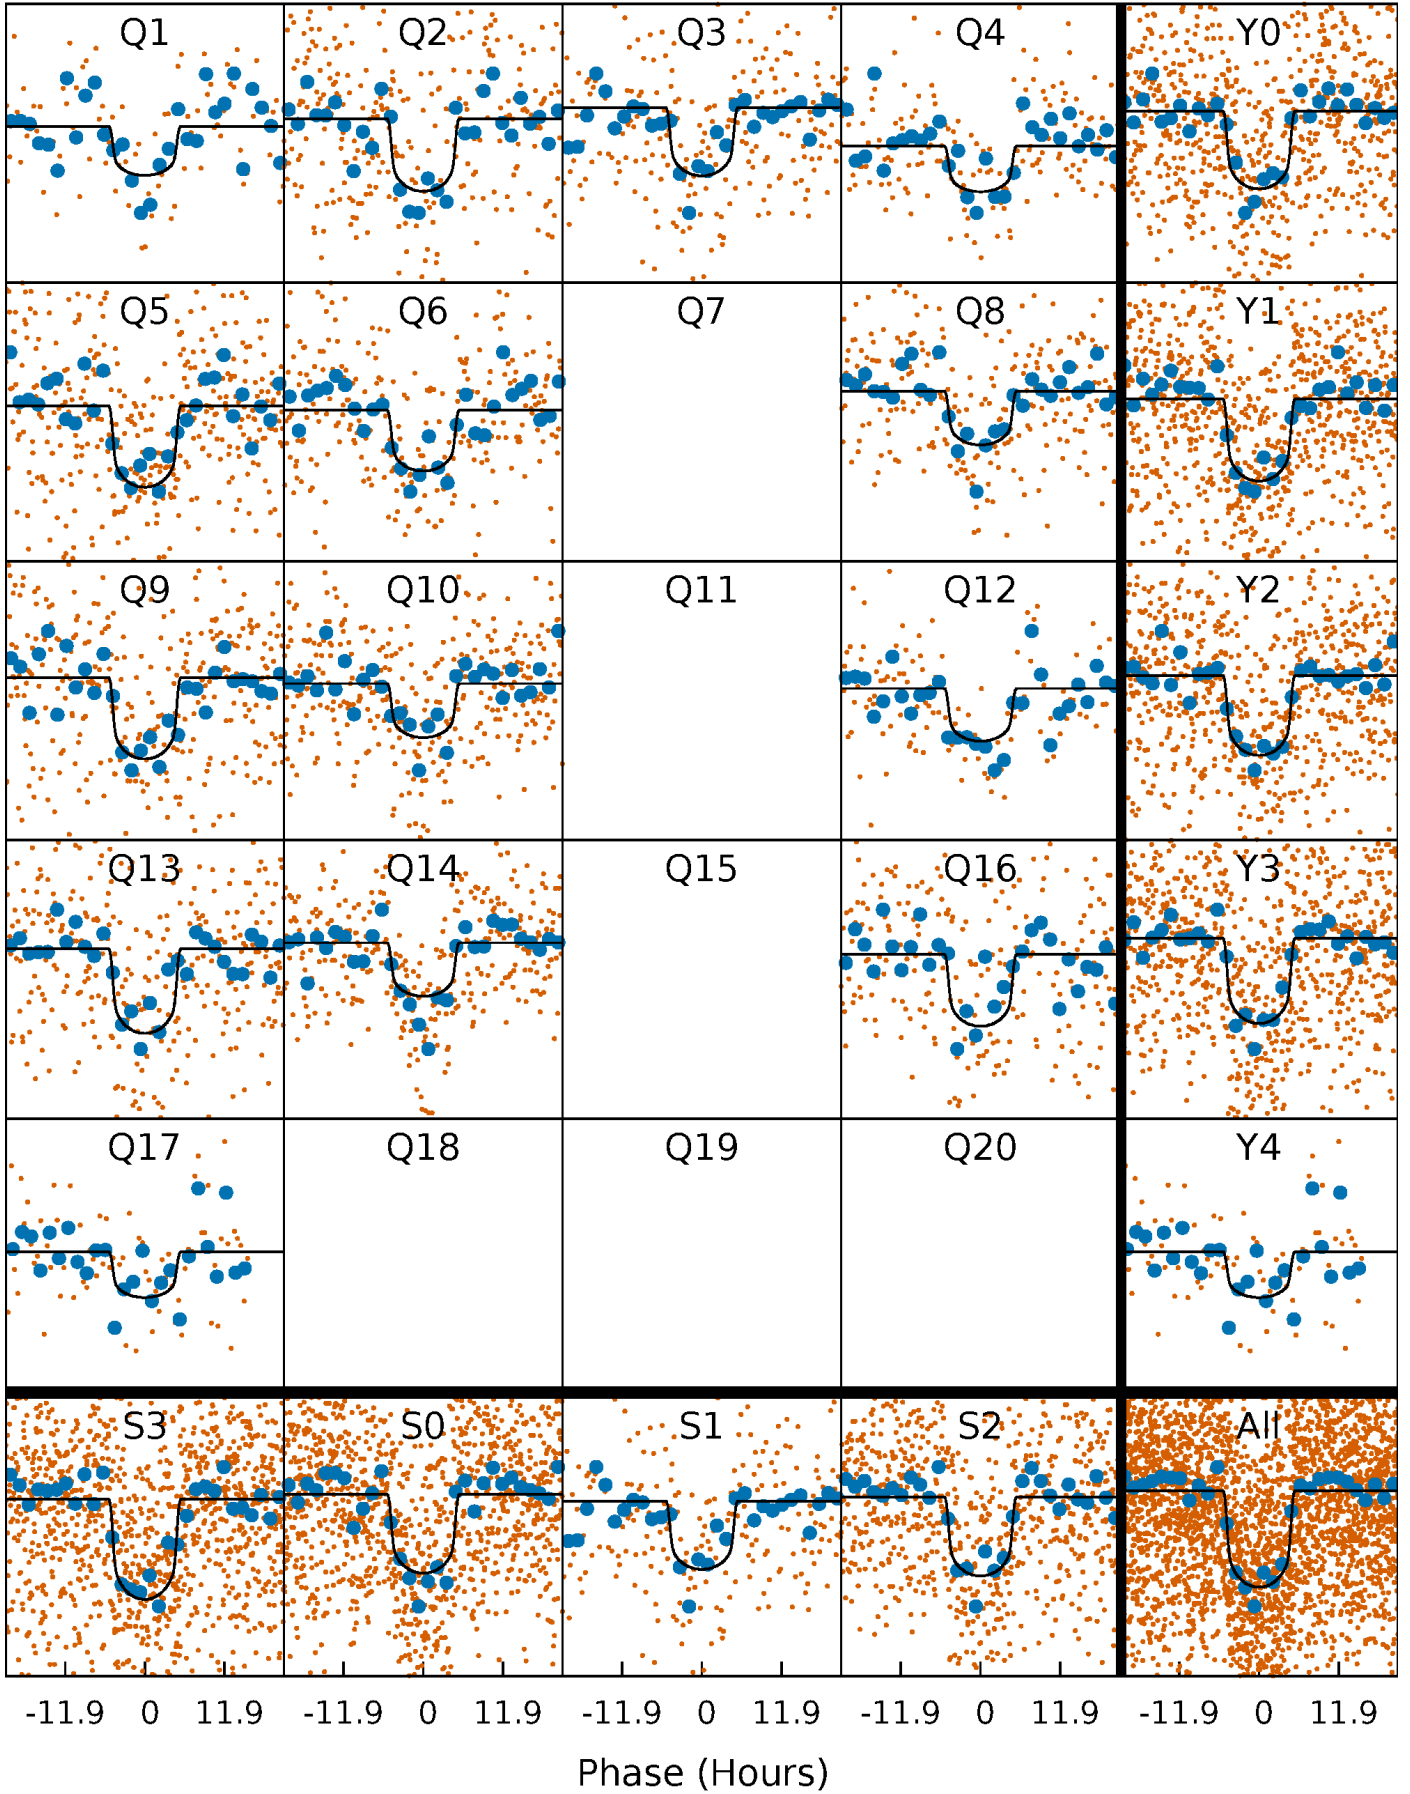 Q1 Q2 Q3 Q4 Y0
Q5 Q6 Q7 Q8 Y1
Q9 Q10 Q11 Q12 Y2
Q13 Q14 Q15 Q16 Y3
Q17 Q18 Q19 Q20 Y4
S3 S0 S1 S2 All
-11.9 0 11.9 -11.9 0 11.9 -11.9 0 11.9 -11.9 0 11.9 -11.9 0 11.9
Phase (Hours)